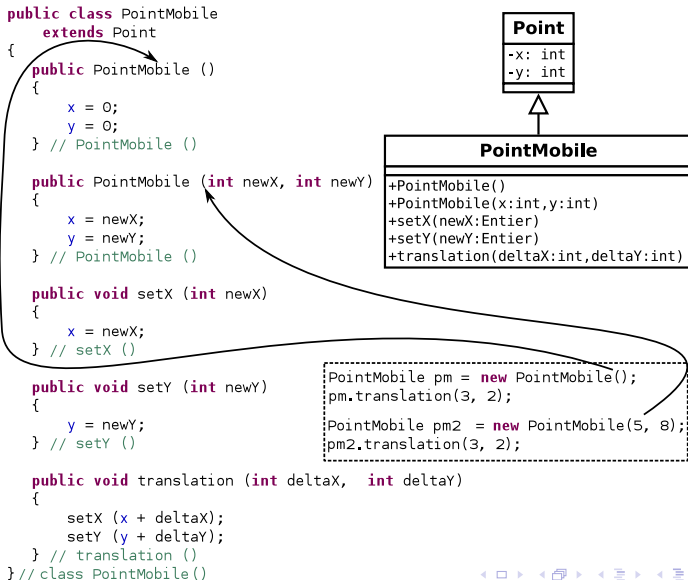 public class PointMobile
extends Point
{
public PointMobile ()
{
x = 0;
y = 0;
} // PointMobile ()
public PointMobile (int newX, int newY)
{
x = newX;
y = newY;
} // PointMobile ()
public void setX (int newX)
{
x = newX;
} // setX ()
public void setY (int newY)
{
y = newY;
} // setY ()
public void translation (int deltaX, int deltaY)
{
setX (x + deltaX);
setY (y + deltaY);
} // translation ()
}// class PointMobile()
Point
-x: int
-y: int
PointMobile
+PointMobile()
+PointMobile(x:int,y:int)
+setX(newX:Entier)
+setY(newY:Entier)
+translation(deltaX:int,deltaY:int)
PointMobile pm = new PointMobile();
pm.translation(3, 2);
PointMobile pm2 = new PointMobile(5, 8);
pm2.translation(3, 2);